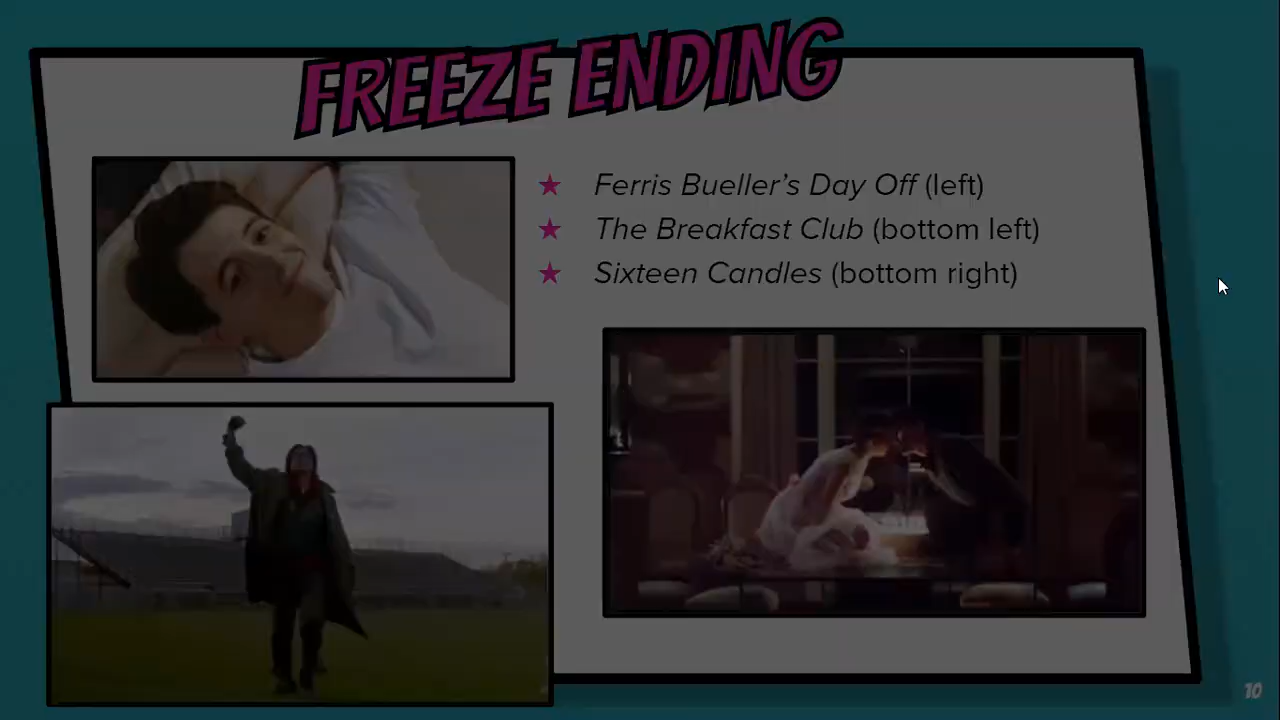 FREEZE ENDING
★ Ferris Bueller’s Day Off (left)
★ The Breakfast Club (bottom left)
★ Sixteen Candles (bottom right)
10